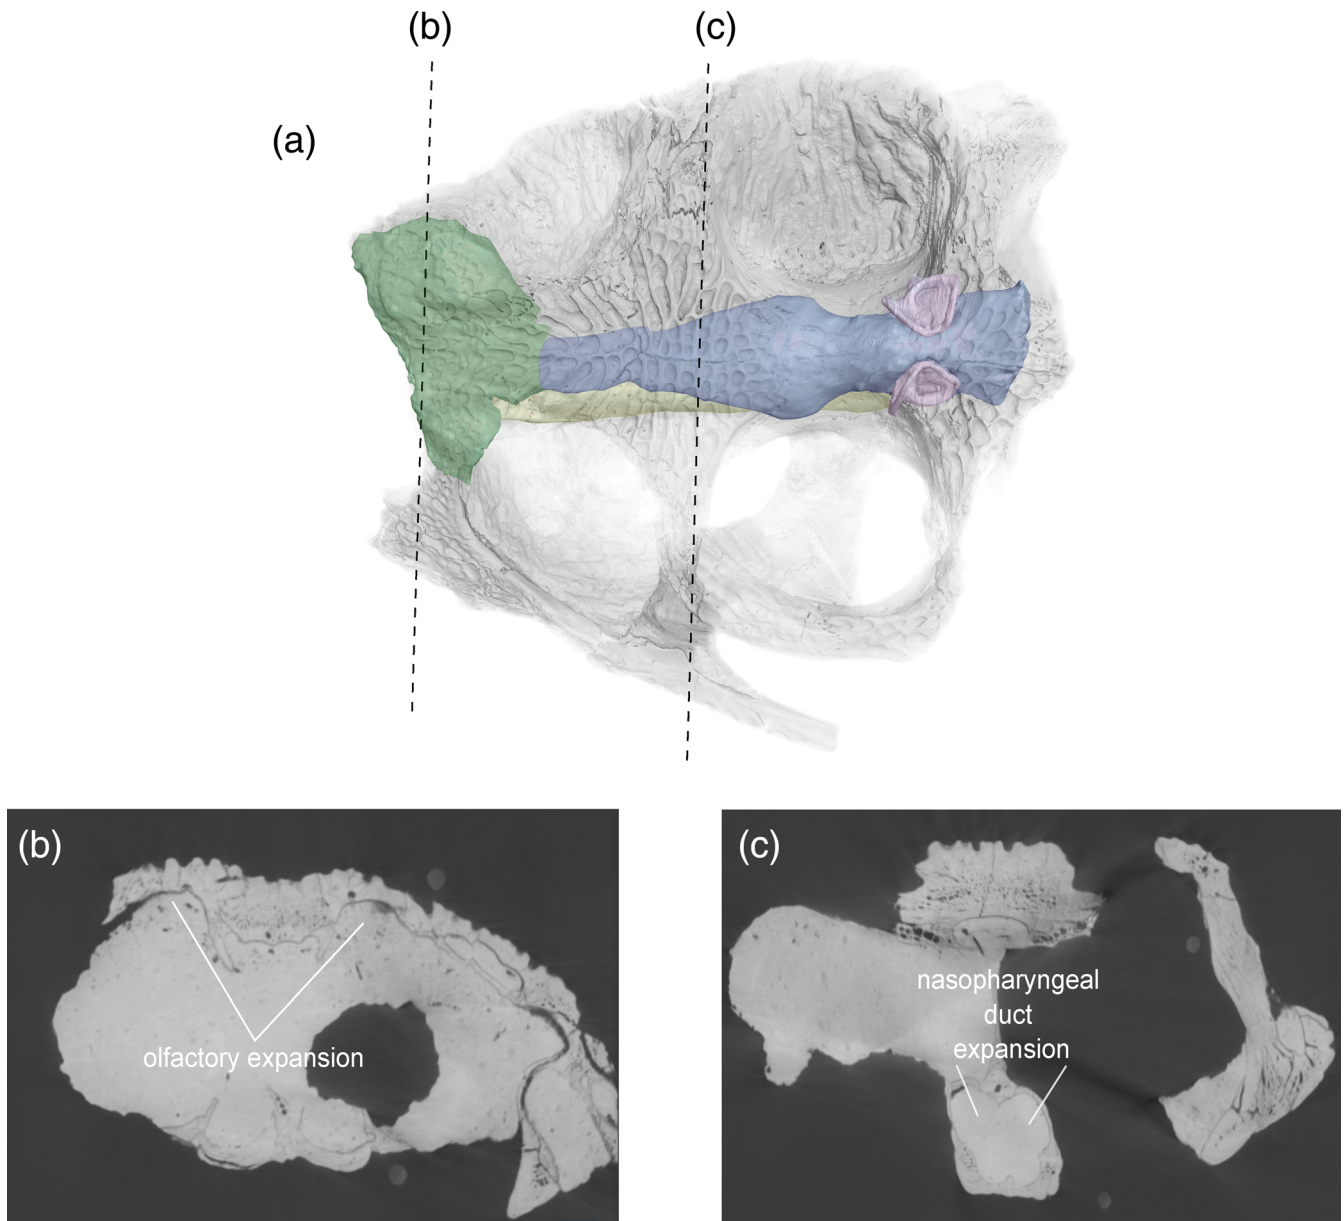 (b)
(c)
(a)
(b)
olfactory expansion
(c)
nasopharyngeal
duct
expansion